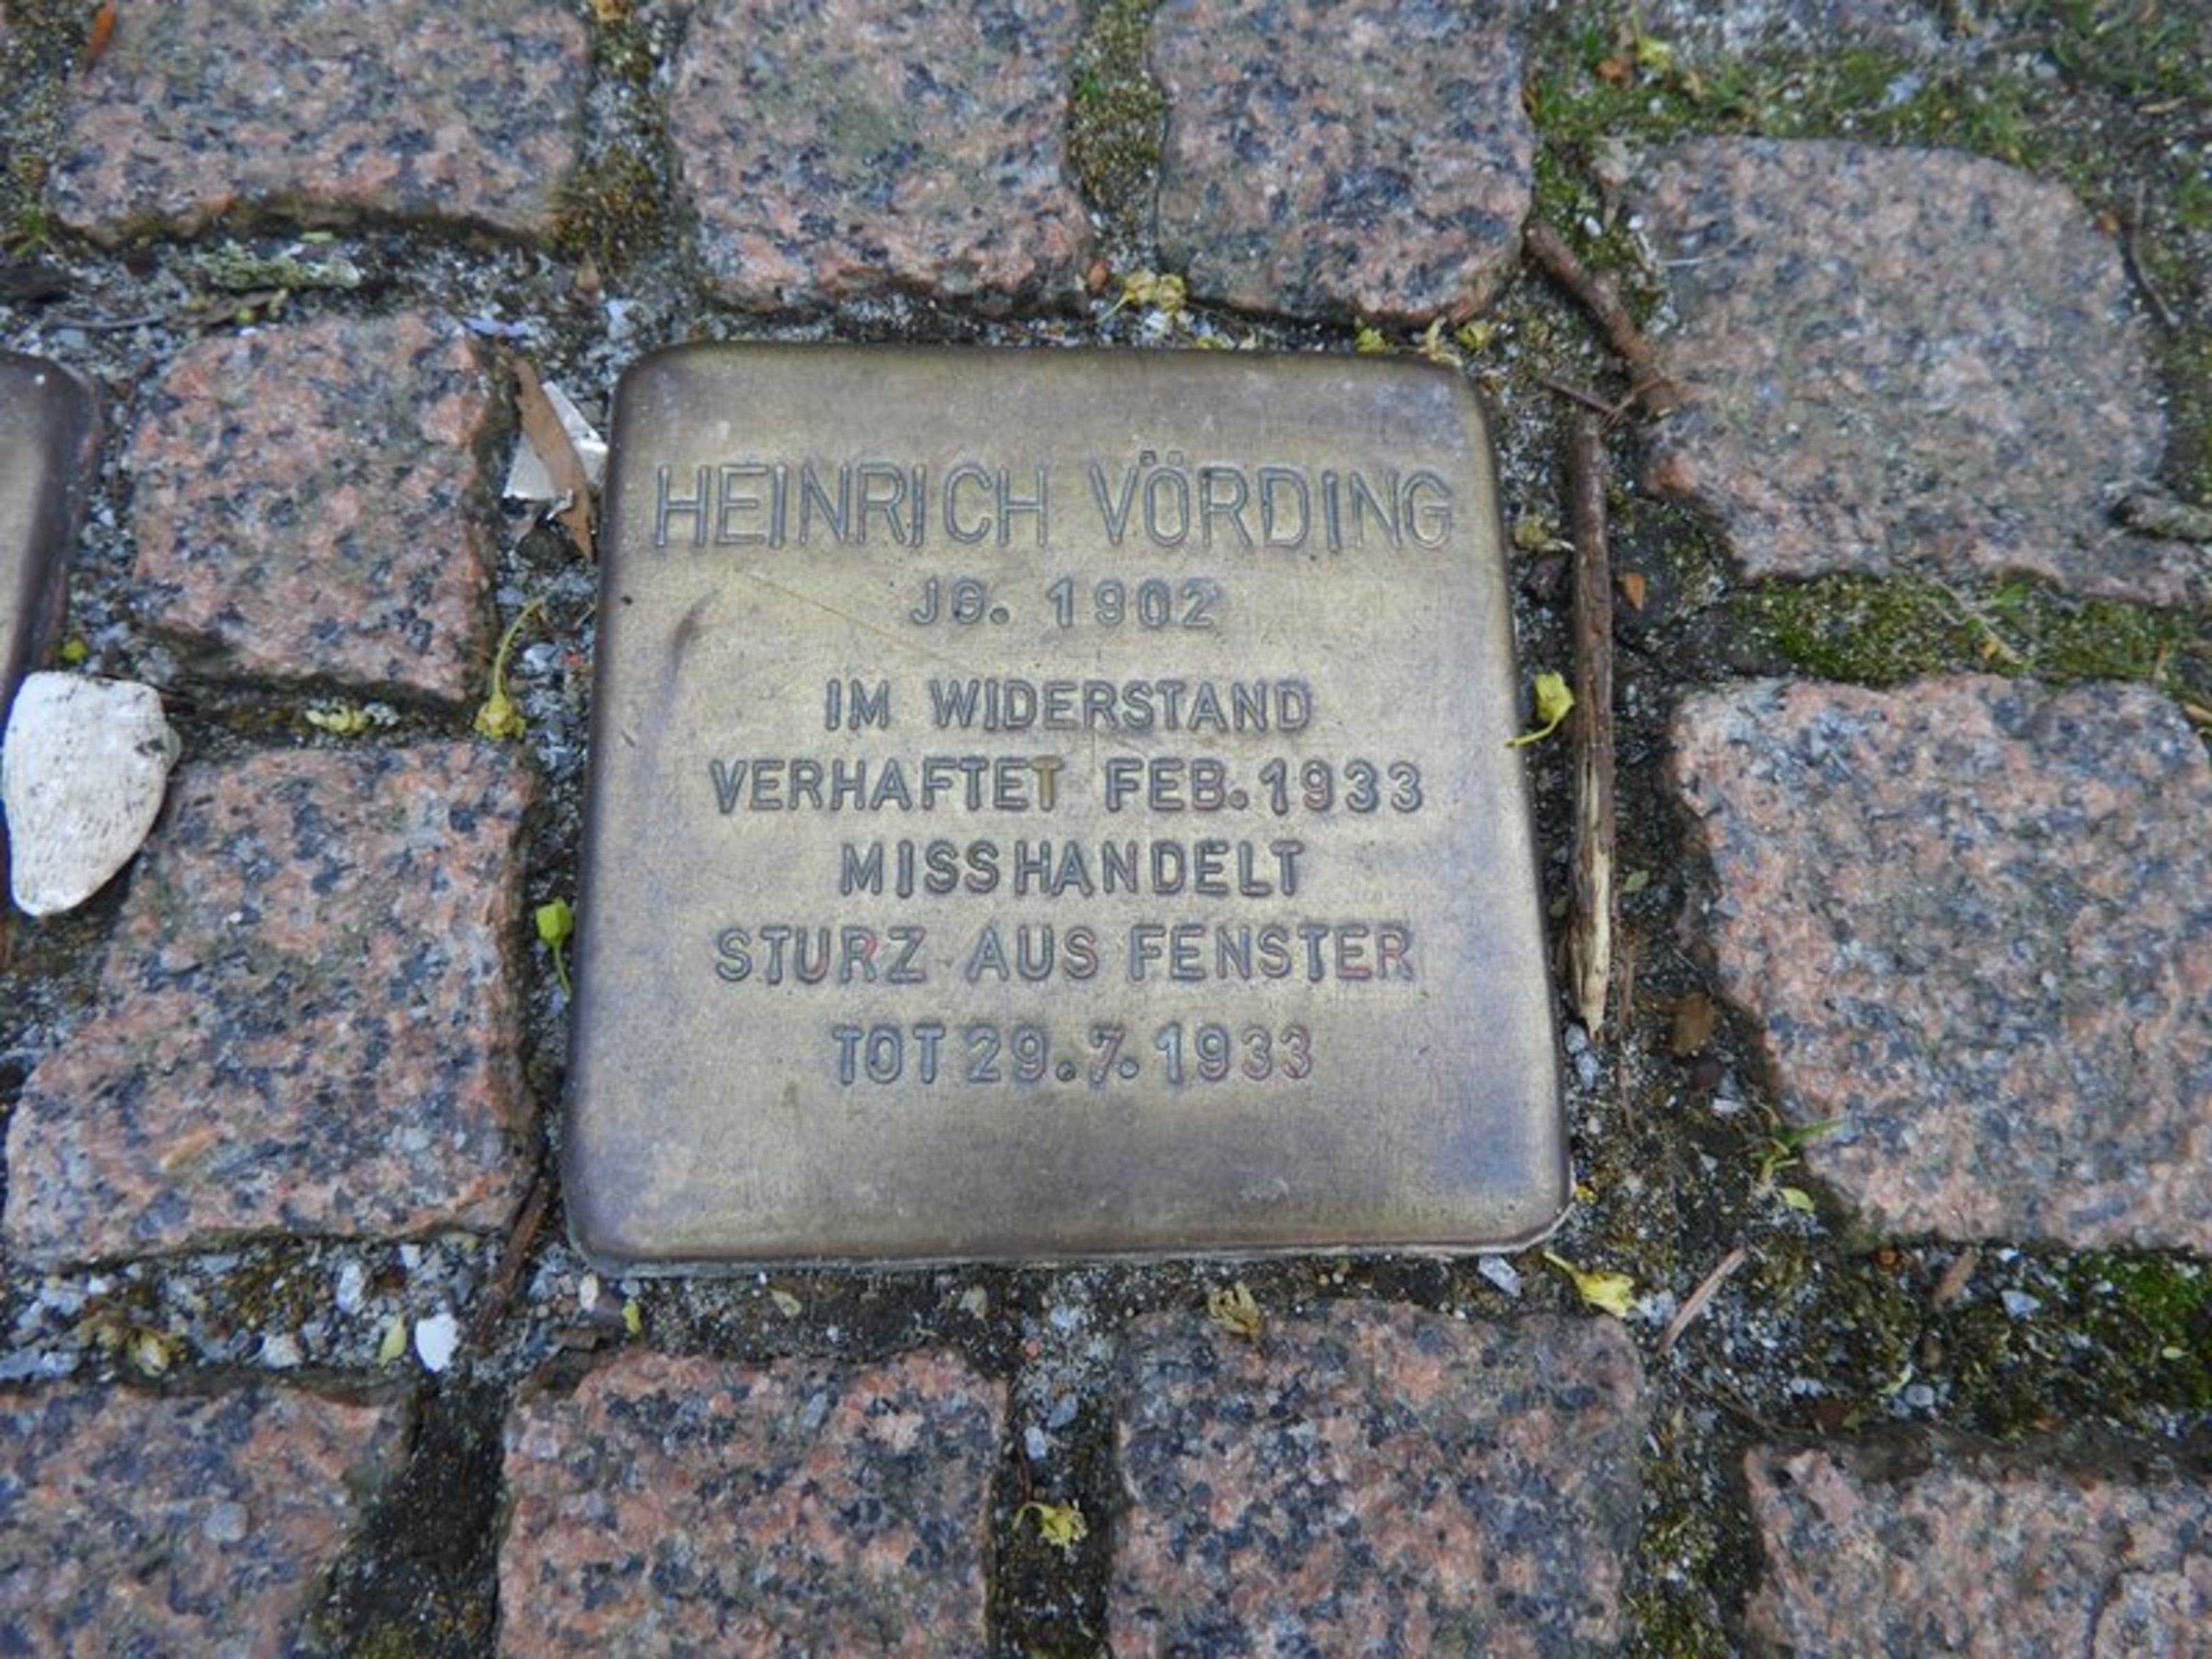 HEINRICH VÖRDING
JG. 1902
IM WIDERSTAND
VERHAFTET FEB. 1933
MISSHANDELT
STURZ AUS FENSTER
TOT 29.7.1933